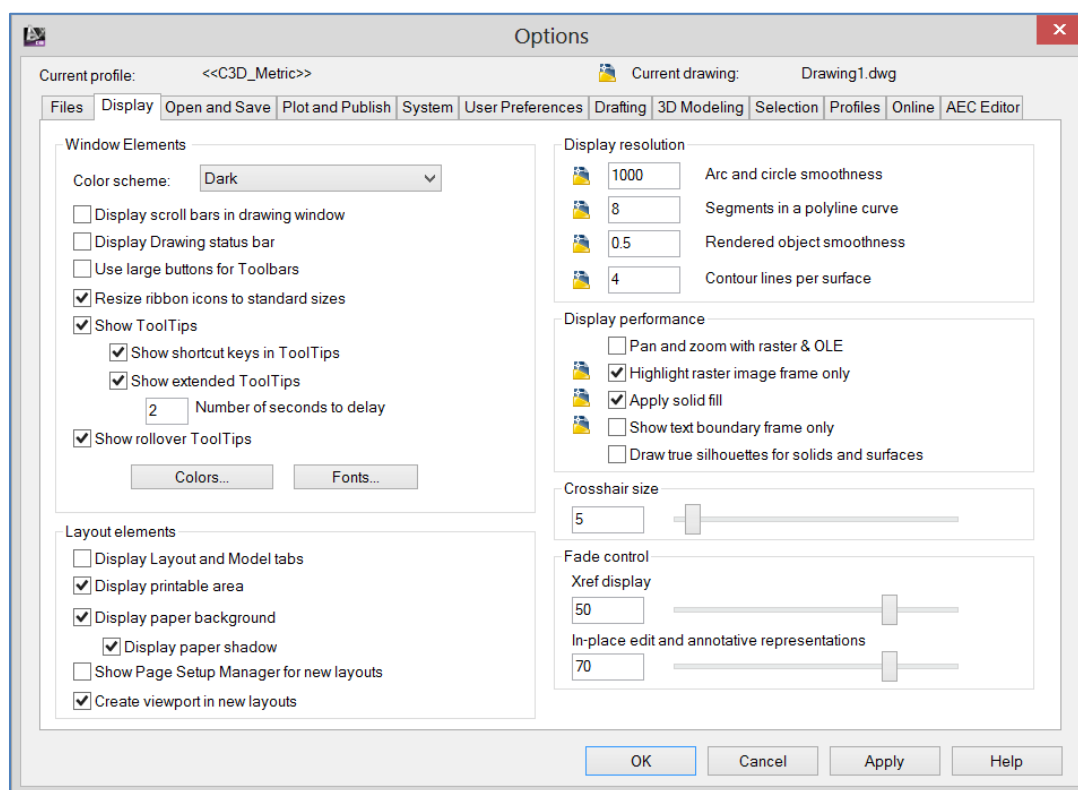 Options
Current profile: <<C3D_Metric>> Current drawing: Drawing1.dwg
Files Display Open and Save Plot and Publish System User Preferences Drafting 3D Modeling Selection Profiles Online AEC Editor
Window Elements
Color scheme: Dark
Display scroll bars in drawing window
Display Drawing status bar
Use large buttons for Toolbars
Resize ribbon icons to standard sizes
Show ToolTips
Show shortcut keys in ToolTips
Show extended ToolTips
2 Number of seconds to delay
Show rollover ToolTips
Colors... Fonts...
Layout elements
Display Layout and Model tabs
Display printable area
Display paper background
Display paper shadow
Show Page Setup Manager for new layouts
Create viewport in new layouts
Display resolution
1000 Arc and circle smoothness
8 Segments in a polyline curve
0.5 Rendered object smoothness
4 Contour lines per surface
Display performance
Pan and zoom with raster & OLE
Highlight raster image frame only
Apply solid fill
Show text boundary frame only
Draw true silhouettes for solids and surfaces
Crosshair size
5
Fade control
Xref display
50
In-place edit and annotative representations
70
OK Cancel Apply Help